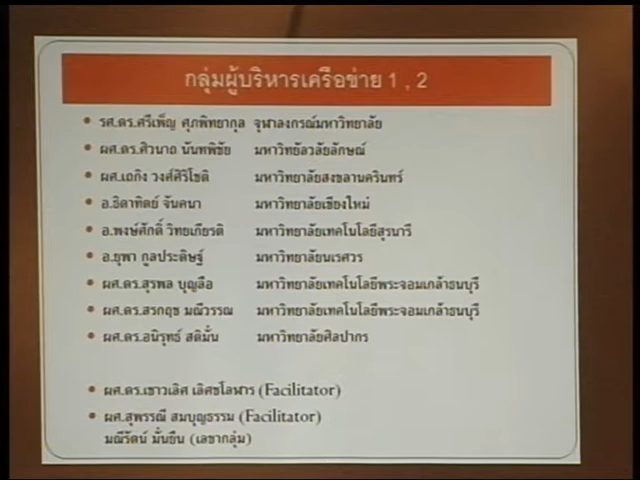 กลุ่มผู้บริหารเครือข่าย 1 , 2
• รศ.ดร.ศรีเพ็ญ ศุภพิทยากุล จุฬาลงกรณ์มหาวิทยาลัย
• ผศ.ดร.ศิวนาถ นันทพิชัย มหาวิทยัลวลัยลักษณ์
• ผศ.เถกิง วงศ์ศิริโชติ มหาวิทยาลัยสงขลานครินทร์
• อ.ธิดาทิตย์ จันคนา มหาวิทยาลัยเชียงใหม่
• อ.พงษ์ศักดิ์ วิทยเกียรติ มหาวิทยาลัยเทคโนโลยีสุรนารี
• อ.ยุพา กูลประดิษฐ์ มหาวิทยาลัยนเรศวร
• ผศ.ดร.สุรพล บุญลือ มหาวิทยาลัยเทคโนโลยีพระจอมเกล้าธนบุรี
• ผศ.ดร.สรกฤช มณีวรรณ มหาวิทยาลัยเทคโนโลยีพระจอมเกล้าธนบุรี
• ผศ.ดร.อนิรุทธ์ สติมั่น มหาวิทยาลัยศิลปากร
• ผศ.ดร.เชาวเลิศ เลิศชโลฬาร (Facilitator)
• ผศ.สุพรรณี สมบุญธรรม (Facilitator)
มณีรัตน์ มั่นยืน (เลขากลุ่ม)